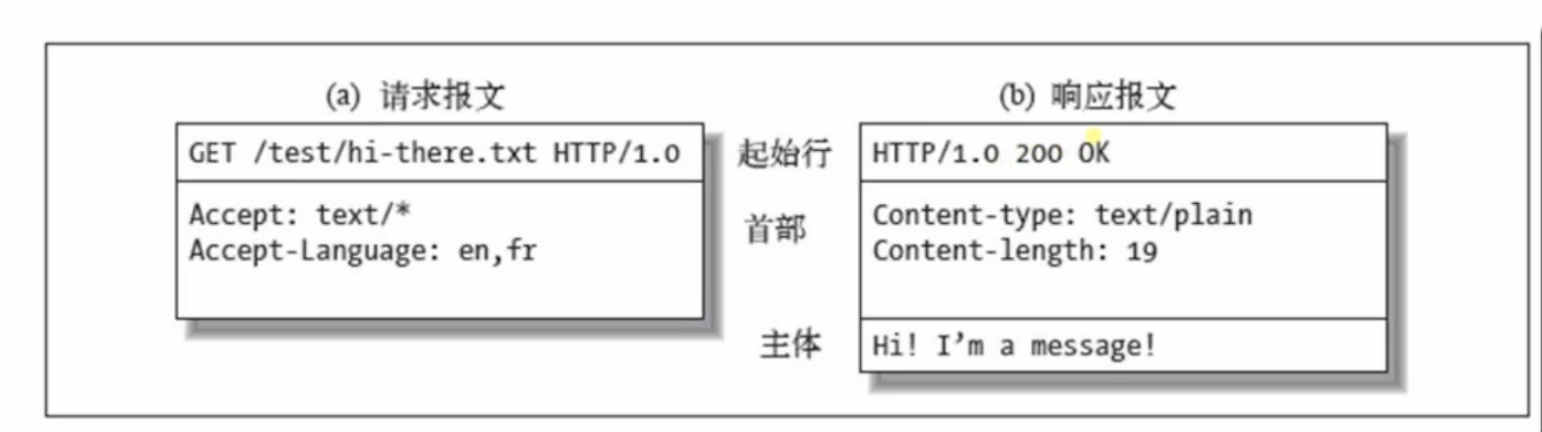 (a) 请求报文
(b) 响应报文
GET /test/hi-there.txt HTTP/1.0
起始行
HTTP/1.0 200 OK
Accept: text/*
Accept-Language: en,fr
首部
Content-type: text/plain
Content-length: 19
主体
Hi! I’m a message!